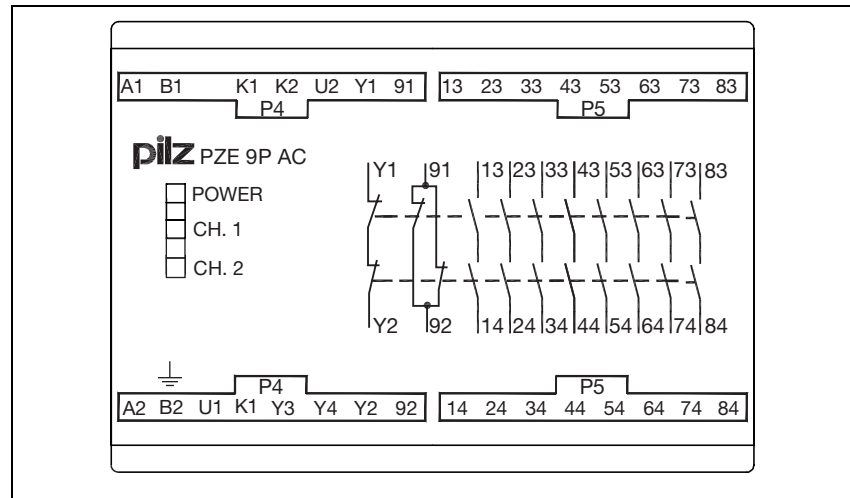 A1 B1 K1 K2 U2 Y1 91 13 23 33 43 53 63 73 83
P4 P5
pilz PZE 9P AC
POWER
CH. 1
CH. 2
Y1 91 13 23 33 43 53 63 73 83
Y2 92 14 24 34 44 54 64 74 84
P4 P5
A2 B2 U1 K1 Y3 Y4 Y2 92 14 24 34 44 54 64 74 84